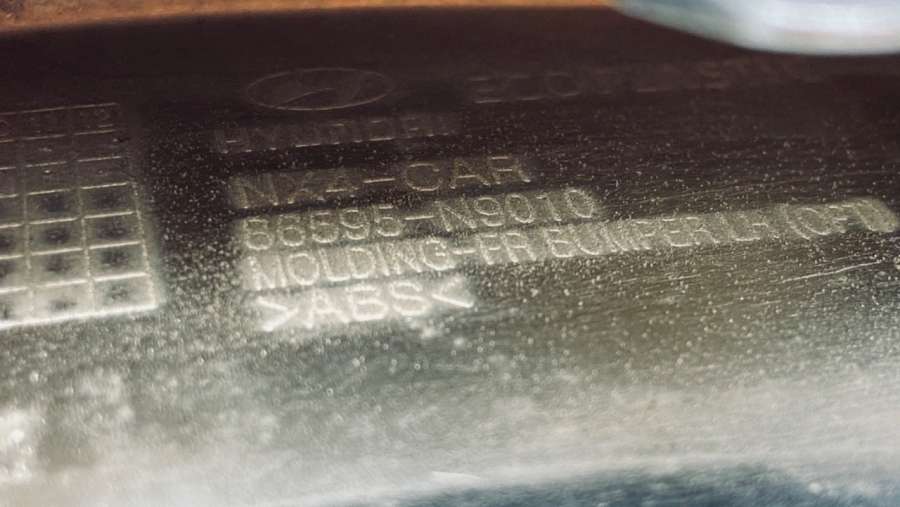 HYUNDAI
NX4-CAR
86595-N9010
MOLDING-FR BUMPER LH (OPT)
>ABS<